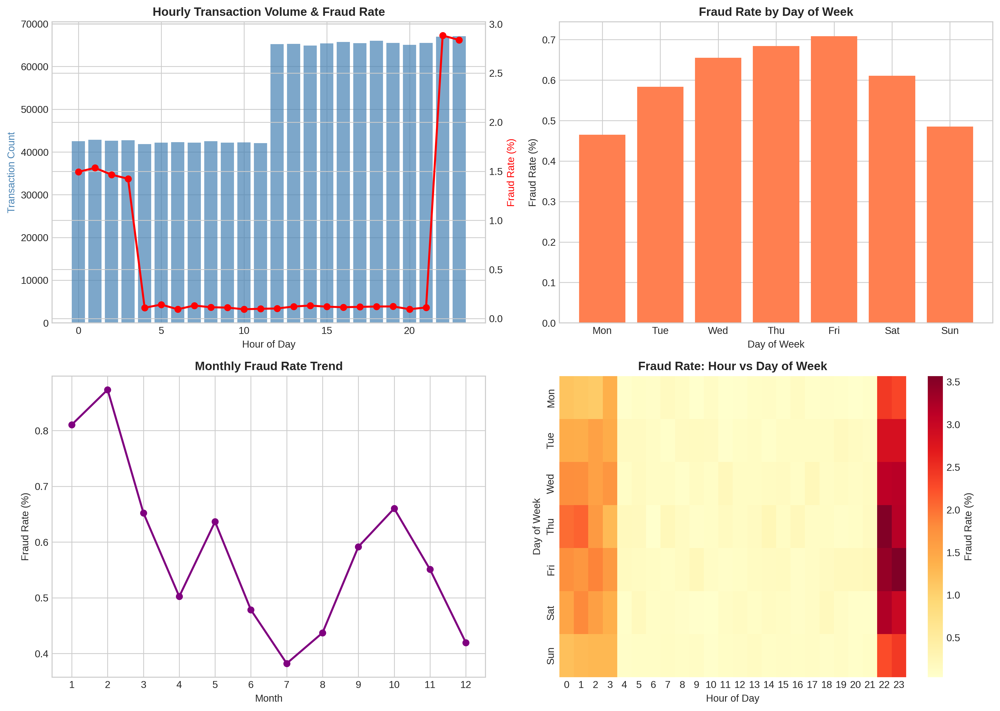 Hourly Transaction Volume & Fraud Rate
Transaction Count
70000
60000
50000
40000
30000
20000
10000
0
3.0
2.5
2.0
1.5
1.0
0.5
0.0
Fraud Rate (%)
0 5 10 15 20
Hour of Day
Fraud Rate by Day of Week
Fraud Rate (%)
0.7
0.6
0.5
0.4
0.3
0.2
0.1
0.0
Mon Tue Wed Thu Fri Sat Sun
Day of Week
Monthly Fraud Rate Trend
Fraud Rate (%)
0.8
0.7
0.6
0.5
0.4
1 2 3 4 5 6 7 8 9 10 11 12
Month
Fraud Rate: Hour vs Day of Week
Day of Week
Mon
Tue
Wed
Thu
Fri
Sat
Sun
0 1 2 3 4 5 6 7 8 9 10 11 12 13 14 15 16 17 18 19 20 21 22 23
Hour of Day
3.5
3.0
2.5
2.0
1.5
1.0
0.5
Fraud Rate (%)